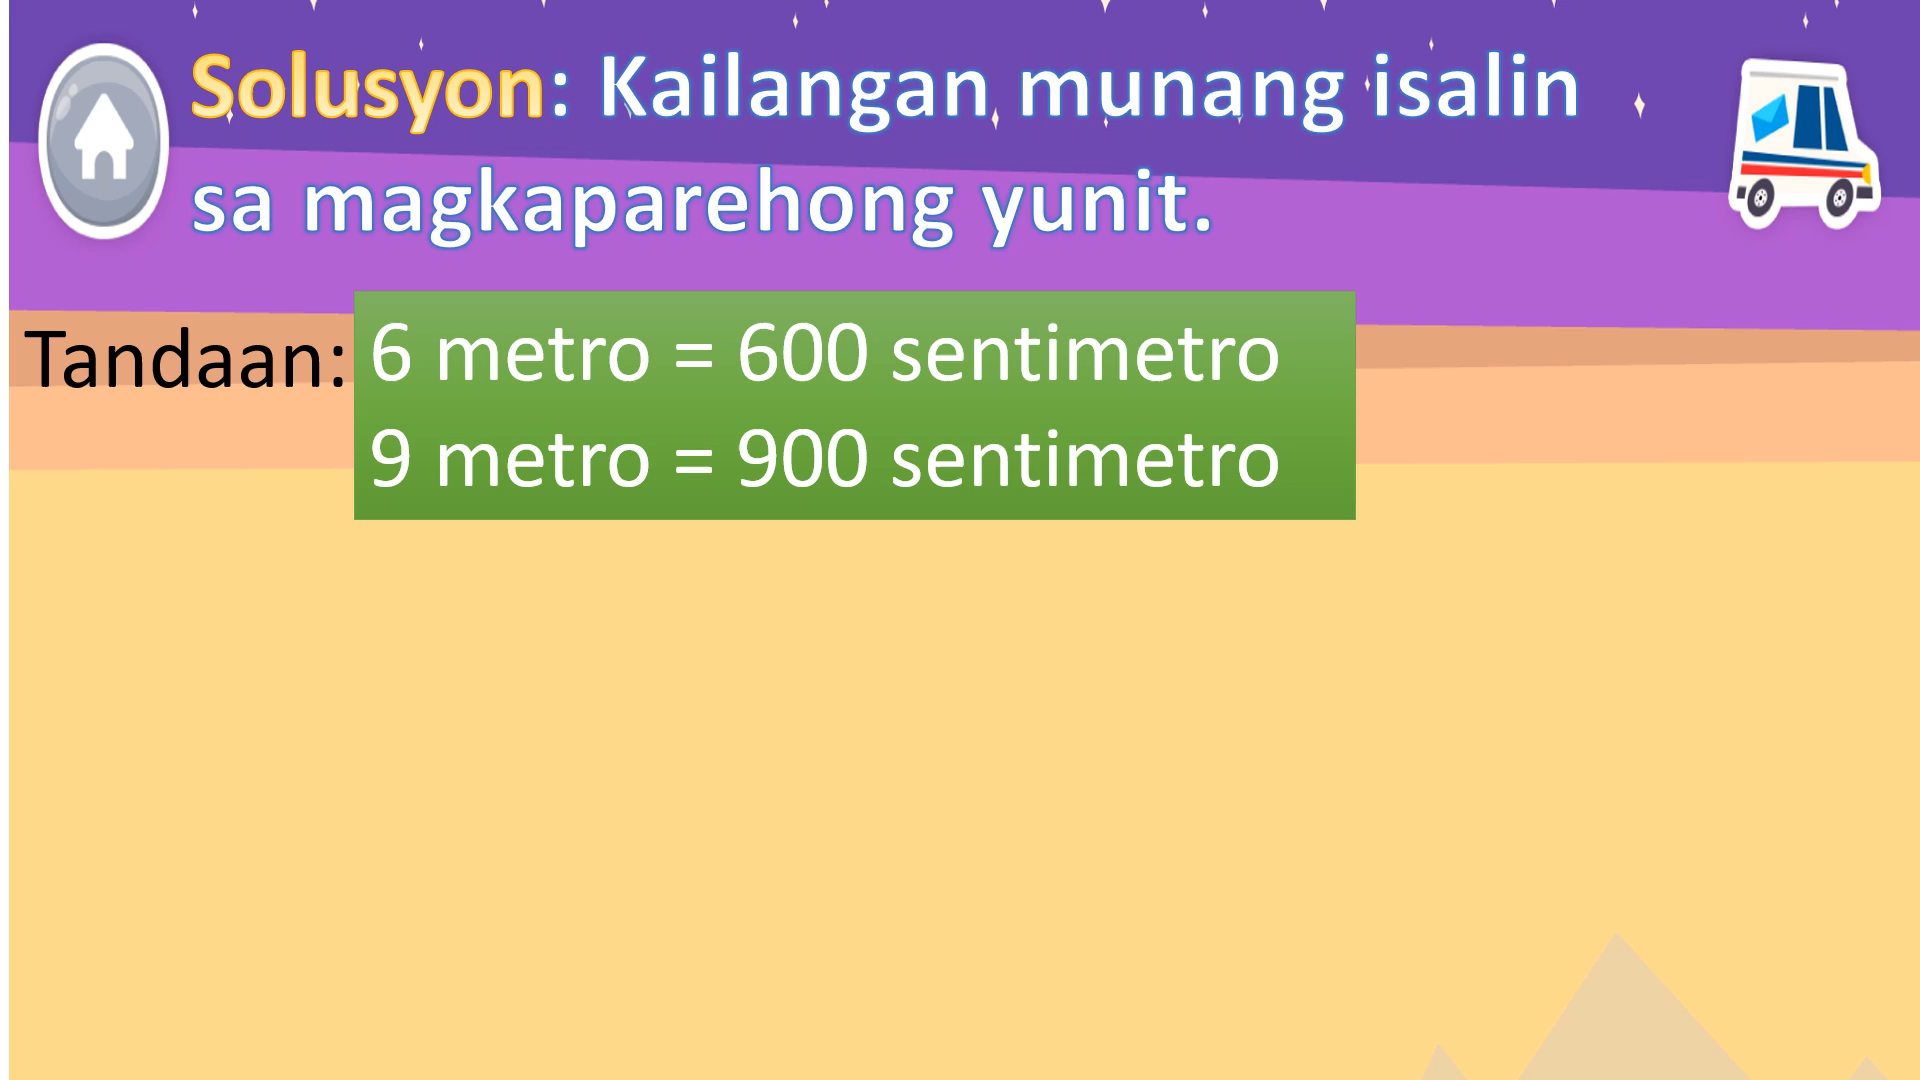 Solusyon: Kailangan munang isalin
sa magkaparehong yunit.
Tandaan:
6 metro = 600 sentimetro
9 metro = 900 sentimetro